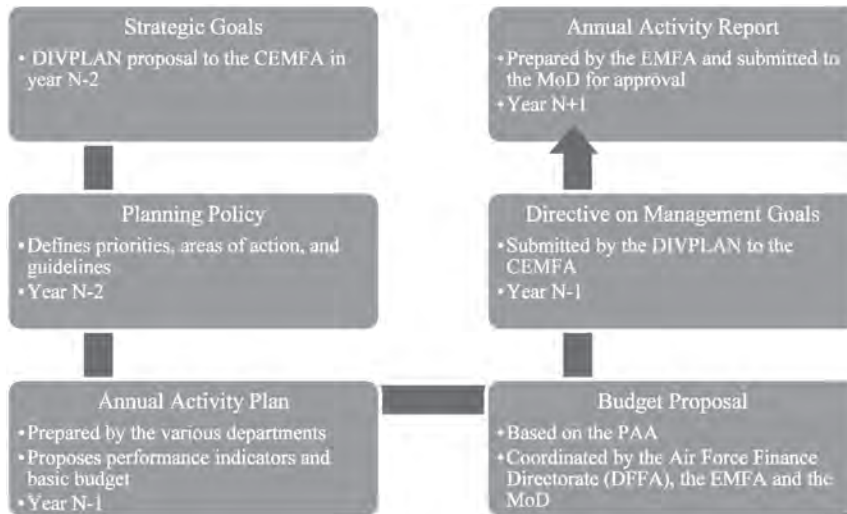 Strategic Goals
• DIVPLAN proposal to the CEMFA in
year N-2
Planning Policy
• Defines priorities, areas of action, and
guidelines
• Year N-2
Annual Activity Plan
• Prepared by the various departments
• Proposes performance indicators and
basic budget
• Year N-1
Budget Proposal
• Based on the PAA
• Coordinated by the Air Force Finance
Directorate (DFFA), the EMFA and the
MoD
Directive on Management Goals
• Submitted by the DIVPLAN to the
CEMFA
• Year N-1
Annual Activity Report
• Prepared by the EMFA and submitted to
the MoD for approval
• Year N+1